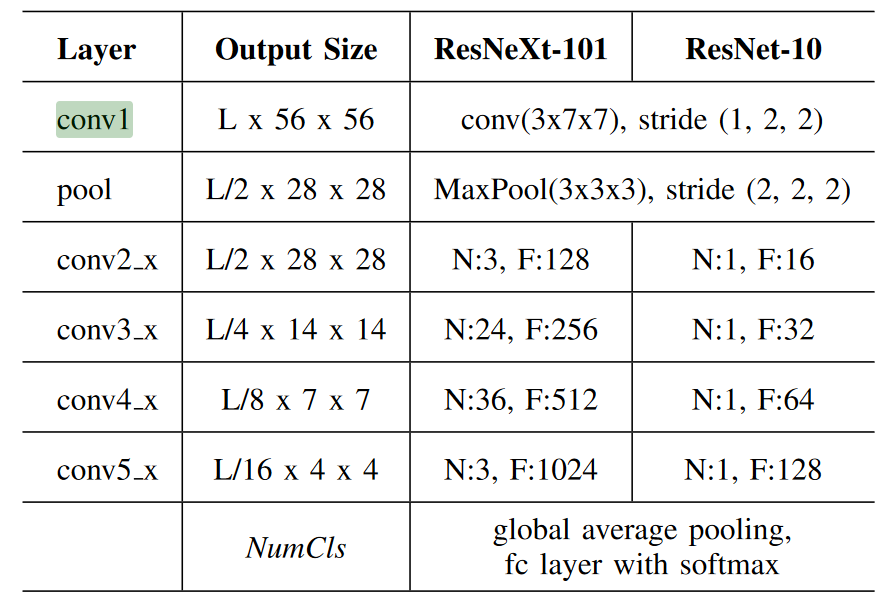 Layer Output Size ResNeXt-101 ResNet-10
conv1 L x 56 x 56 conv(3x7x7), stride (1, 2, 2)
pool L/2 x 28 x 28 MaxPool(3x3x3), stride (2, 2, 2)
conv2_x L/2 x 28 x 28 N:3, F:128 N:1, F:16
conv3_x L/4 x 14 x 14 N:24, F:256 N:1, F:32
conv4_x L/8 x 7 x 7 N:36, F:512 N:1, F:64
conv5_x L/16 x 4 x 4 N:3, F:1024 N:1, F:128
NumCls global average pooling,
fc layer with softmax